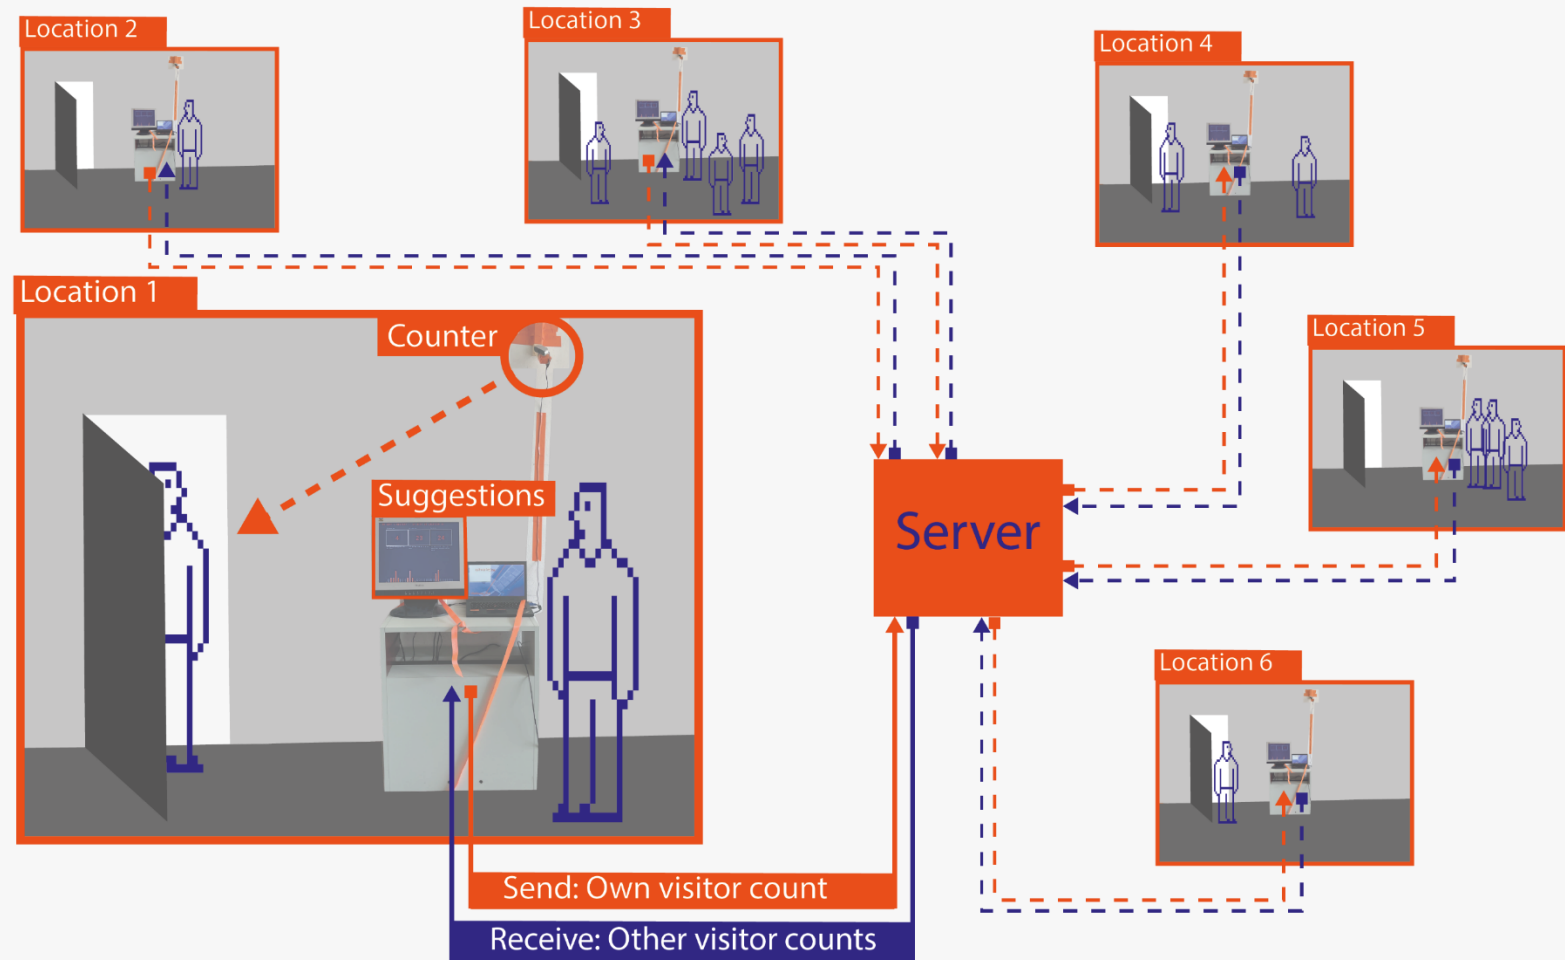 Location 2
Location 3
Location 4
Location 1
Counter
Location 5
Suggestions
Server
Location 6
Send: Own visitor count
Receive: Other visitor counts